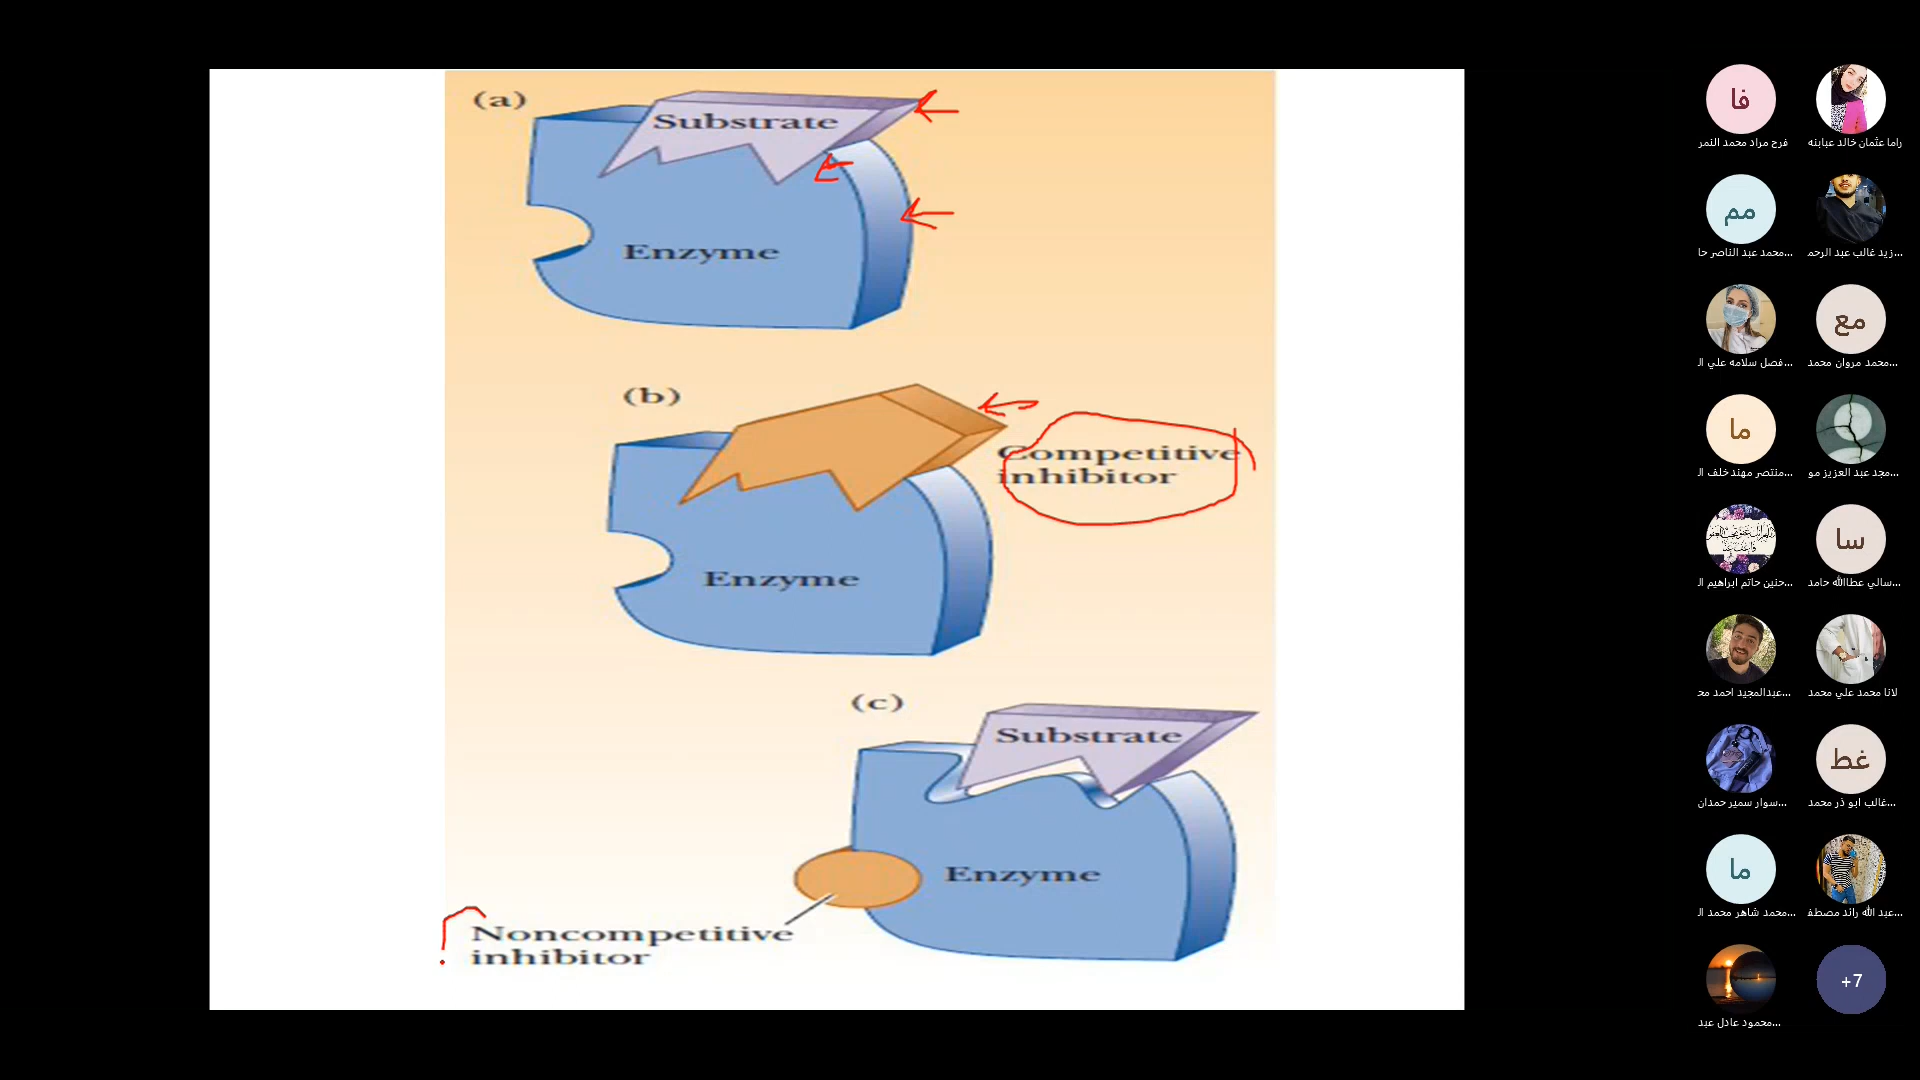 (a)
Substrate
Enzyme
(b)
Competitive
inhibitor
Enzyme
(c)
Substrate
Enzyme
Noncompetitive
inhibitor
فا
فرح مراد محمد النمر
راما عثمان خالد عبابنه
مم
محمد عبد الناصر حا...
زيد غالب عبد الرحم...
فصل سلامه علي ال...
مع
محمد مروان محمد...
ما
منتصر مهند خلف ال...
مجد عبد العزيز مو...
حنين حاتم ابراهيم ال...
سا
سالي عطاالله حامد...
عبدالمجيد احمد مح...
لانا محمد علي محمد
سوار سمير حمدان...
غط
غالب ابو ذر محمد...
ما
محمد شاهر محمد ال...
عبد الله رائد مصطف...
محمود عادل عبد...
+7